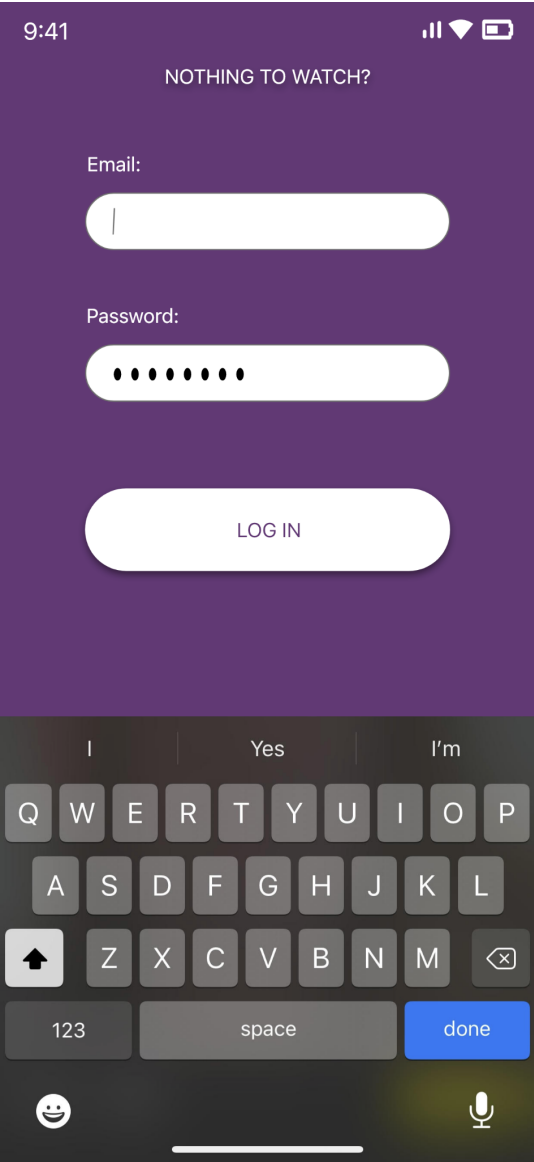 9:41
NOTHING TO WATCH?
Email:
Password:
LOG IN
I Yes I’m
Q W E R T Y U I O P
A S D F G H J K L
Z X C V B N M
123 space done